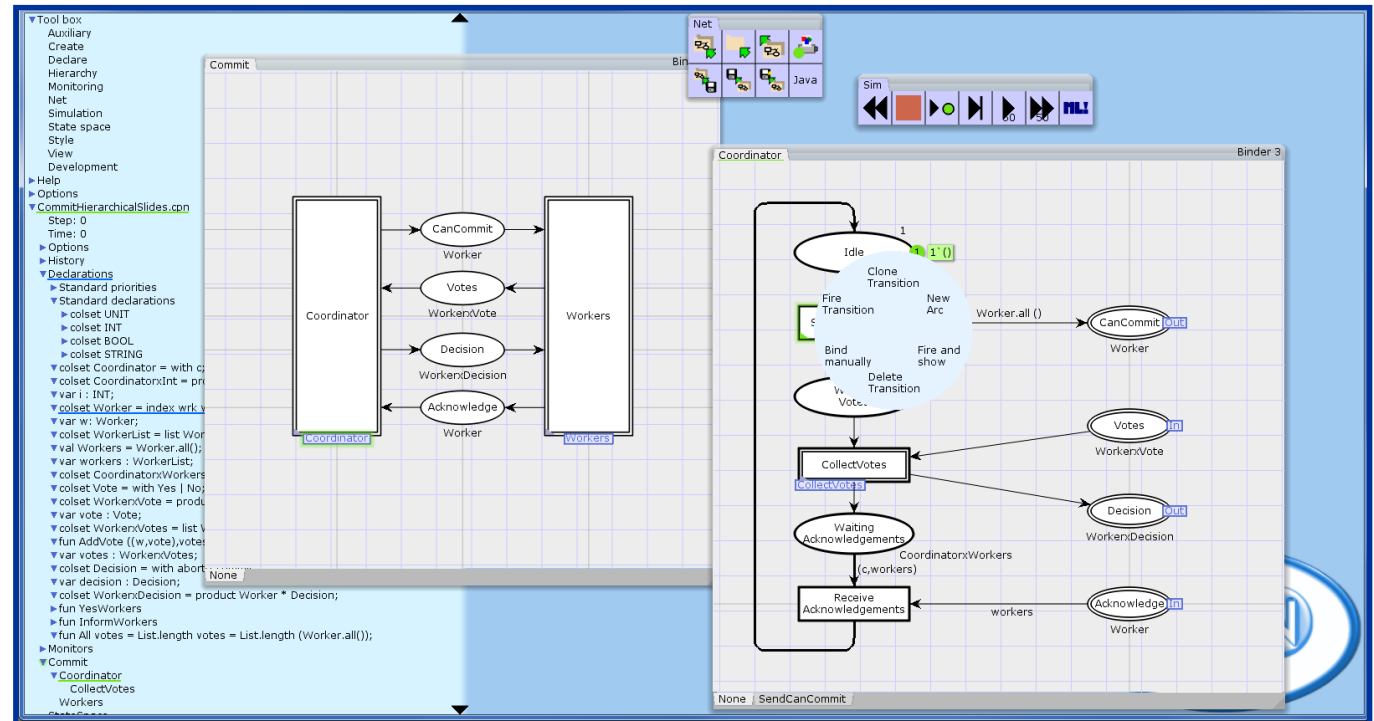 Tool box
Auxiliary
Create
Declare
Hierarchy
Monitoring
Net
Simulation
State space
Style
View
Development
Help
Options
CommitHierarchicalSlides.cpn
Step: 0
Time: 0
Options
History
Declarations
Standard priorities
Standard declarations
colset UNIT
colset INT
colset BOOL
colset STRING
colset Coordinator = with c;
colset CoordinatorxInt =
var i : INT;
colset Worker = index wrk
var w: Worker;
colset WorkerList = list
val Workers = Worker.all();
var workers : WorkerList;
colset CoordinatorxWorkers
colset Vote = with Yes | No;
colset WorkerxVote =
var vote : Vote;
colset WorkerxVotes = list
fun AddVote ((w,vote),votes
var votes : WorkerxVotes;
colset Decision = with
var decision : Decision;
colset WorkerxDecision = product Worker * Decision;
fun YesWorkers
fun InformWorkers
fun All votes = List.length votes = List.length (Worker.all());
Monitors
Commit
Coordinator
CollectVotes
Workers
Commit
Coordinator
Coordinator
Workers
Workers
CanCommit
Worker
Votes
WorkerxVote
Decision
WorkerxDecision
Acknowledge
Worker
None
Net
Java
Sim
50
ML!
Coordinator
Binder 3
1
Idle
1
1`()
Clone
Transition
Fire
Transition
New
Arc
Bind
manually
Fire and
show
Delete
Transition
Worker.all ()
CanCommit
Out
Worker
Votes
Votes
In
WorkerxVote
CollectVotes
CollectVotes
Decision
Out
WorkerxDecision
Waiting
Acknowledgements
CoordinatorxWorkers
(c,workers)
Receive
Acknowledgements
workers
Acknowledge
In
Worker
None
SendCanCommit